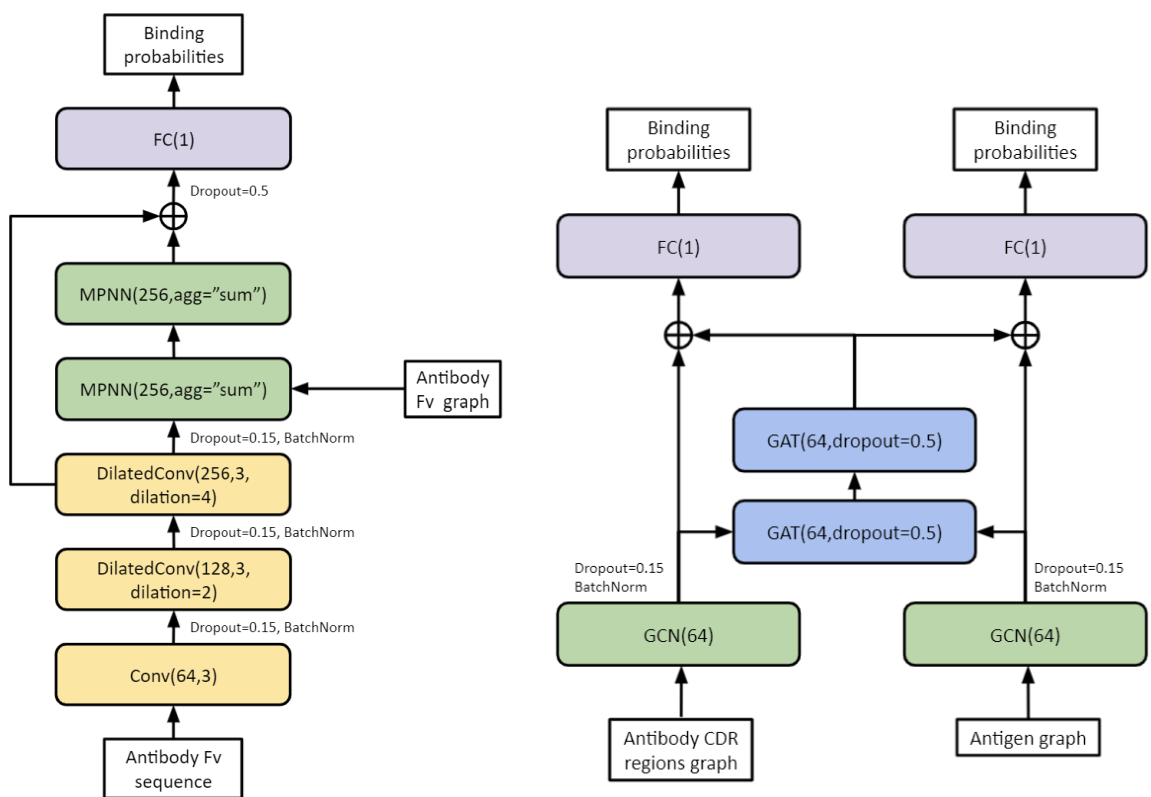 Binding
probabilities
FC(1)
Dropout=0.5
MPNN(256,agg=”sum”)
MPNN(256,agg=”sum”)
Antibody
Fv graph
Dropout=0.15, BatchNorm
DilatedConv(256,3,
dilation=4)
Dropout=0.15, BatchNorm
DilatedConv(128,3,
dilation=2)
Dropout=0.15, BatchNorm
Conv(64,3)
Antibody Fv
sequence
Binding
probabilities
Binding
probabilities
FC(1)
FC(1)
GAT(64,dropout=0.5)
GAT(64,dropout=0.5)
Dropout=0.15
BatchNorm
Dropout=0.15
BatchNorm
GCN(64)
GCN(64)
Antibody CDR
regions graph
Antigen graph